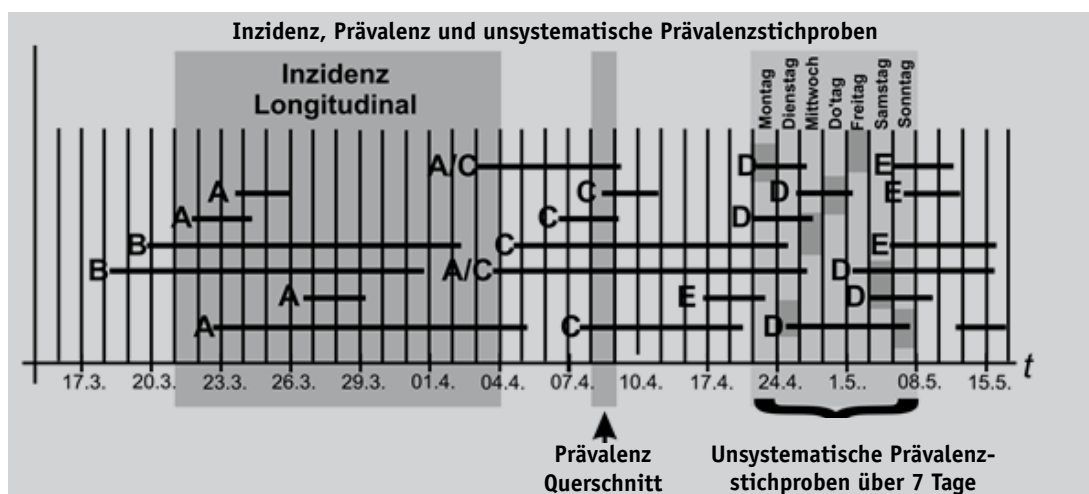 Inzidenz, Prävalenz und unsystematische Prävalenzstichproben
Inzidenz
Longitudinal
Montag
Dienstag
Mittwoch
Do'tag
Freitag
Samstag
Sonntag
A/C D E
A C D E
A C D
B C E
B A/C D
A E D
A C D
17.3. 20.3. 23.3. 26.3. 29.3. 01.4. 04.4. 07.4. 10.4. 17.4. 24.4. 1.5.. 08.5. 15.5. t
Prävalenz
Querschnitt
Unsystematische Prävalenz-
stichproben über 7 Tage